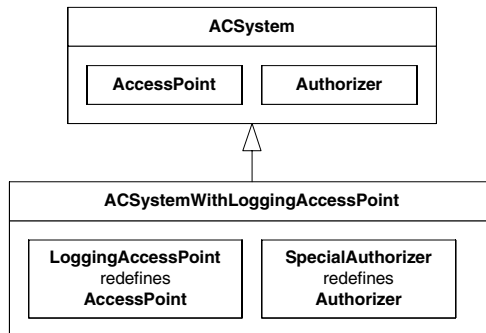 ACSystem
AccessPoint
Authorizer
ACSystemWithLoggingAccessPoint
LoggingAccessPoint
redefines
AccessPoint
SpecialAuthorizer
redefines
Authorizer